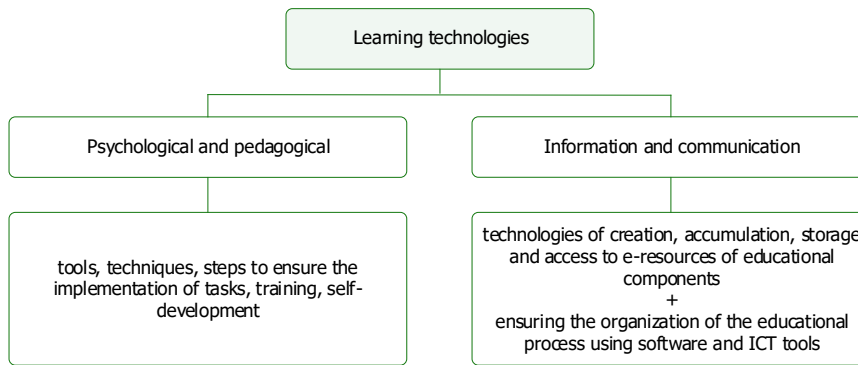 Learning technologies
Psychological and pedagogical
Information and communication
tools, techniques, steps to ensure the
implementation of tasks, training, self-
development
technologies of creation, accumulation, storage
and access to e-resources of educational
components
+
ensuring the organization of the educational
process using software and ICT tools